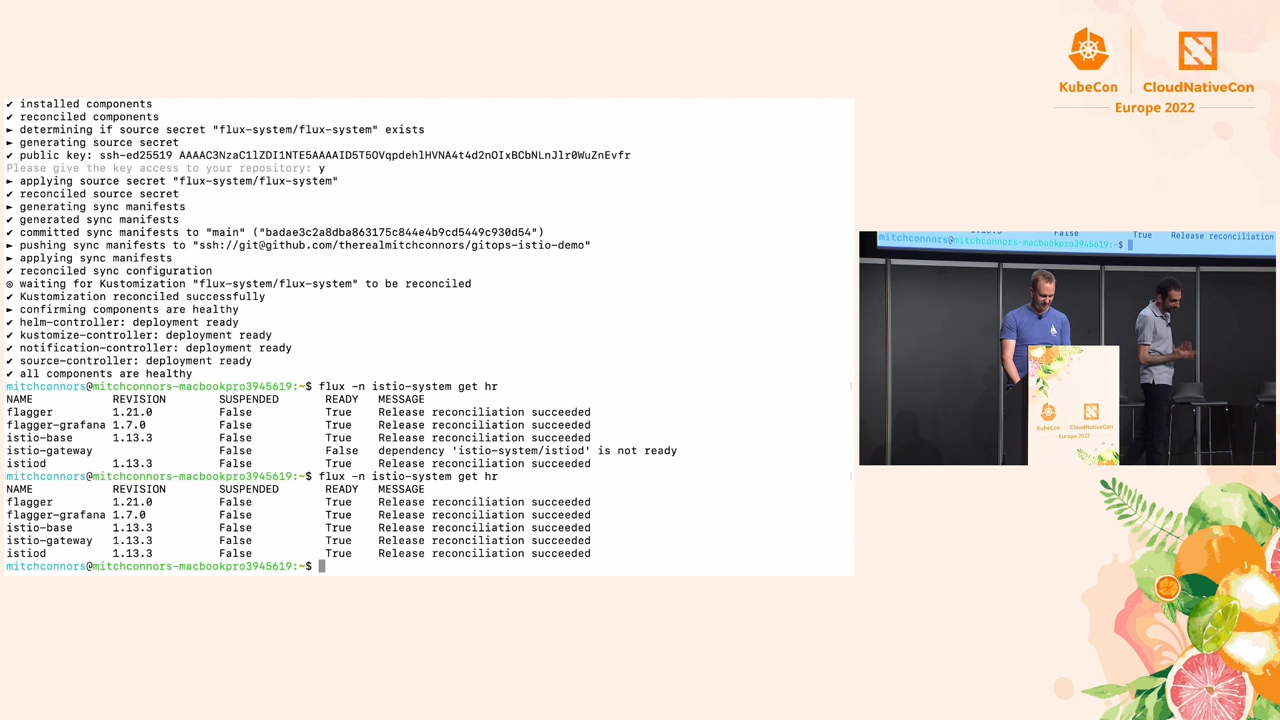 ✔ installed components
✔ reconciled components
► determining if source secret "flux-system/flux-system" exists
► generating source secret
✔ public key: ssh-ed25519 AAAAC3NzaC1lZDI1NTE5AAAAID5T5OVqpdehlHVNA4t4d2nOIxBCbNLnJlr0WuZnEvfr
Please give the key access to your repository: y
► applying source secret "flux-system/flux-system"
✔ reconciled source secret
► generating sync manifests
✔ generated sync manifests
✔ committed sync manifests to "main" ("badae3c2a8dba863175c844e4b9cd5449c930d54")
► pushing sync manifests to "ssh://git@github.com/therealmitchconnors/gitops-istio-demo"
► applying sync manifests
✔ reconciled sync configuration
◎ waiting for Kustomization "flux-system/flux-system" to be reconciled
✔ Kustomization reconciled successfully
► confirming components are healthy
✔ helm-controller: deployment ready
✔ kustomize-controller: deployment ready
✔ notification-controller: deployment ready
✔ source-controller: deployment ready
✔ all components are healthy
mitchconnors@mitchconnors-macbookpro3945619:~$ flux -n istio-system get hr
NAME REVISION SUSPENDED READY MESSAGE
flagger 1.21.0 False True Release reconciliation succeeded
flagger-grafana 1.7.0 False True Release reconciliation succeeded
istio-base 1.13.3 False True Release reconciliation succeeded
istio-gateway False False dependency 'istio-system/istiod' is not ready
istiod 1.13.3 False True Release reconciliation succeeded
mitchconnors@mitchconnors-macbookpro3945619:~$ flux -n istio-system get hr
NAME REVISION SUSPENDED READY MESSAGE
flagger 1.21.0 False True Release reconciliation succeeded
flagger-grafana 1.7.0 False True Release reconciliation succeeded
istio-base 1.13.3 False True Release reconciliation succeeded
istio-gateway 1.13.3 False True Release reconciliation succeeded
istiod 1.13.3 False True Release reconciliation succeeded
mitchconnors@mitchconnors-macbookpro3945619:~$
KubeCon CloudNativeCon
Europe 2022
False True Release reconciliation
mitchconnors@mitchconnors-macbookpro3945619:~$
KubeCon CloudNativeCon
Europe 2022